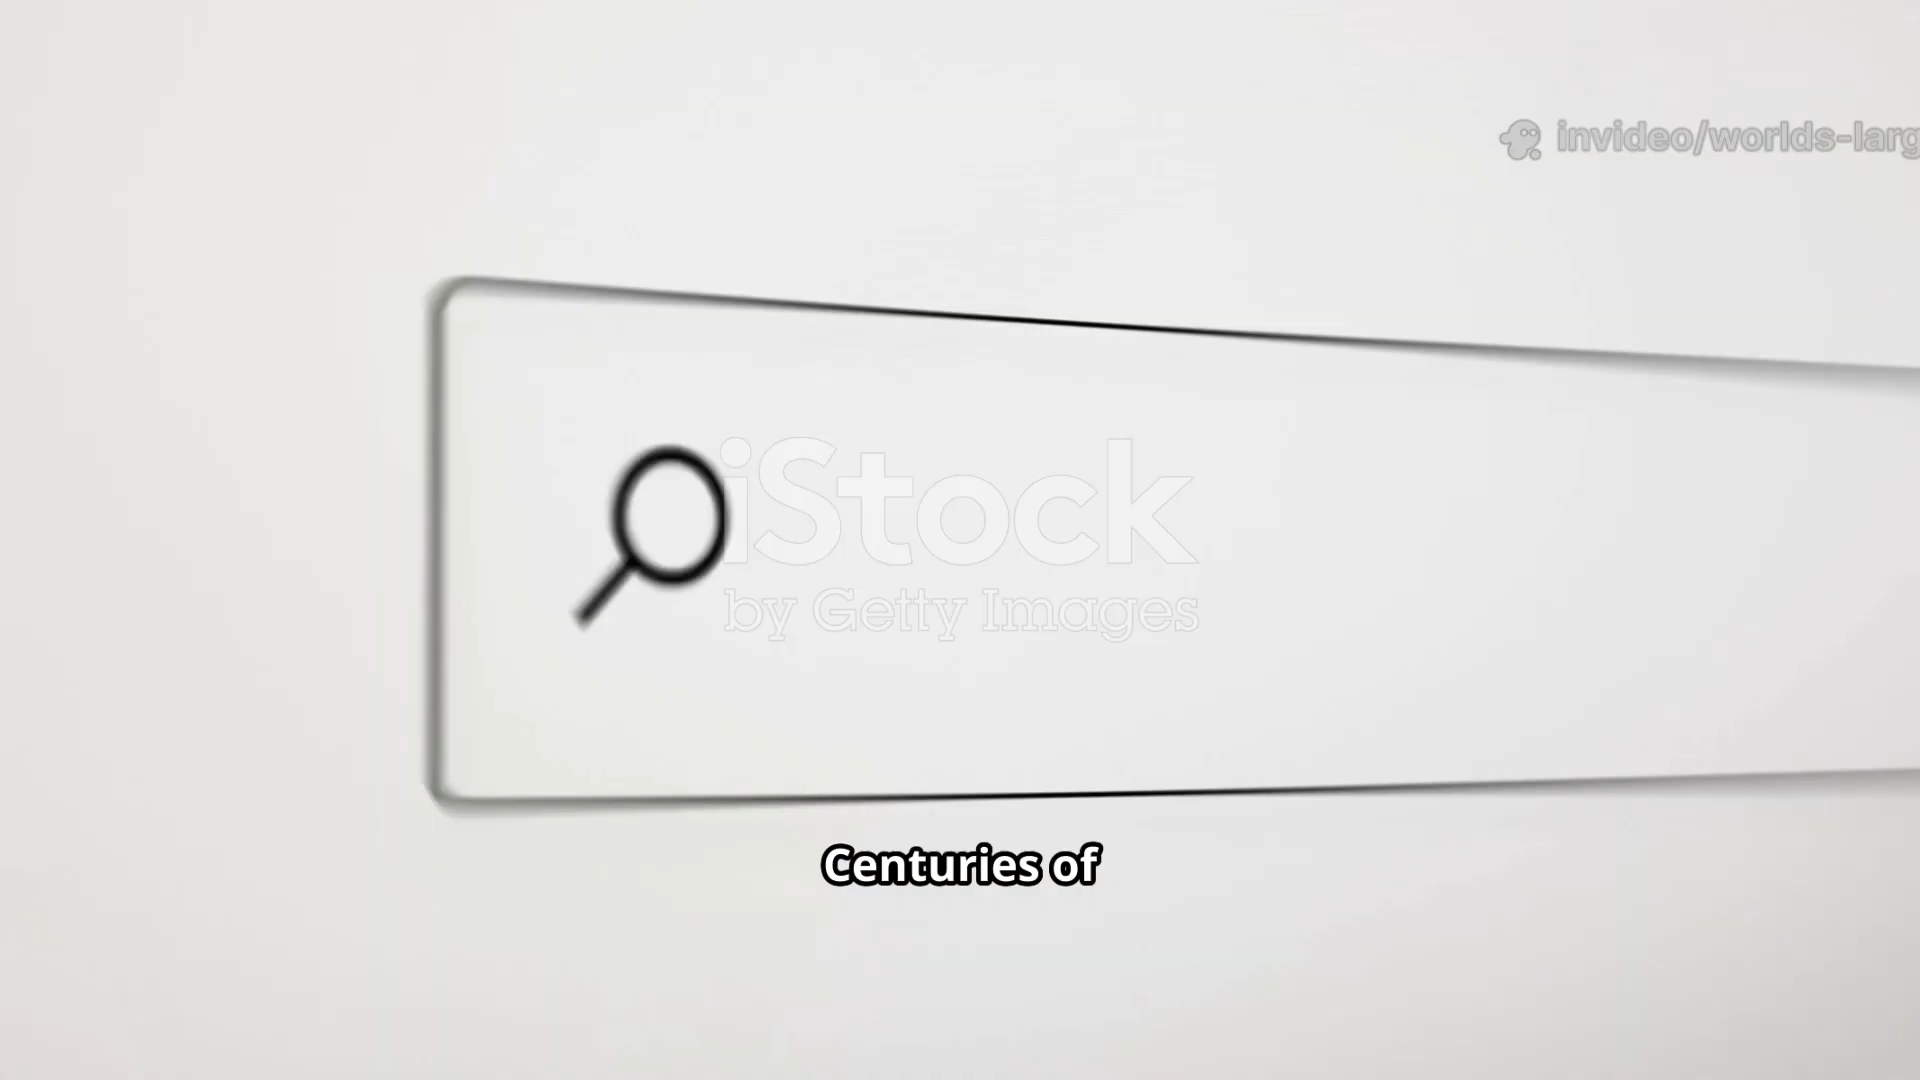 invideo/worlds-larg
iStock
by Getty Images
Centuries of